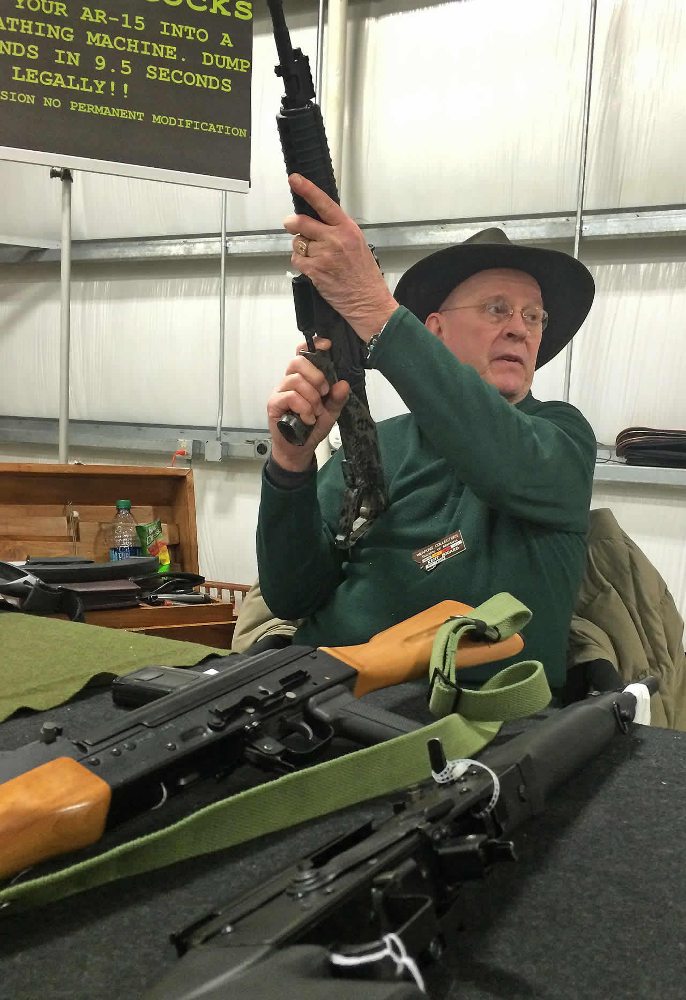 OCKS
YOUR AR-15 INTO A
ATHING MACHINE. DUMP
NDS IN 9.5 SECONDS
LEGALLY!!
SION NO PERMANENT MODIFICATION.
WEAPONS COLLECTORS
Society of Montana
KENT BOGARD